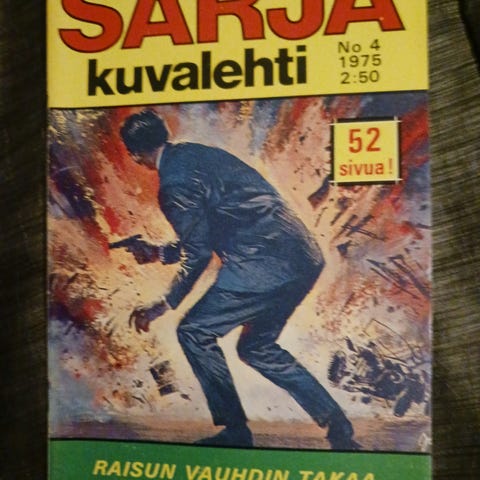 SARJA
kuvalehti
No 4
1975
2:50
52
sivua!
RAISUN VAUHDIN TAKAA